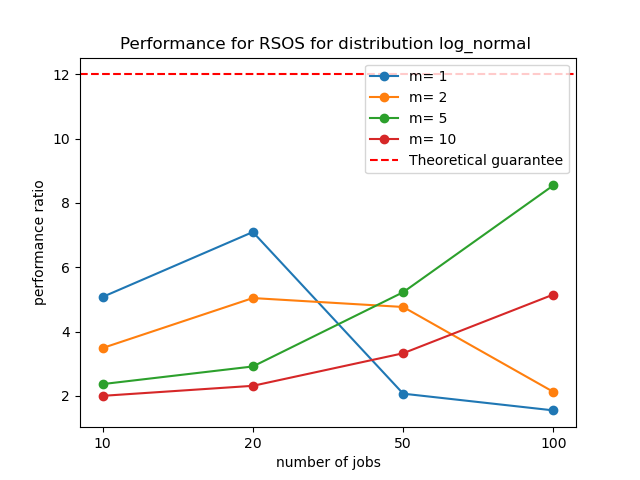 Performance for RSOS for distribution log_normal
12
10
8
6
4
2
performance ratio
m= 1
m= 2
m= 5
m= 10
Theoretical guarantee
10 20 50 100
number of jobs